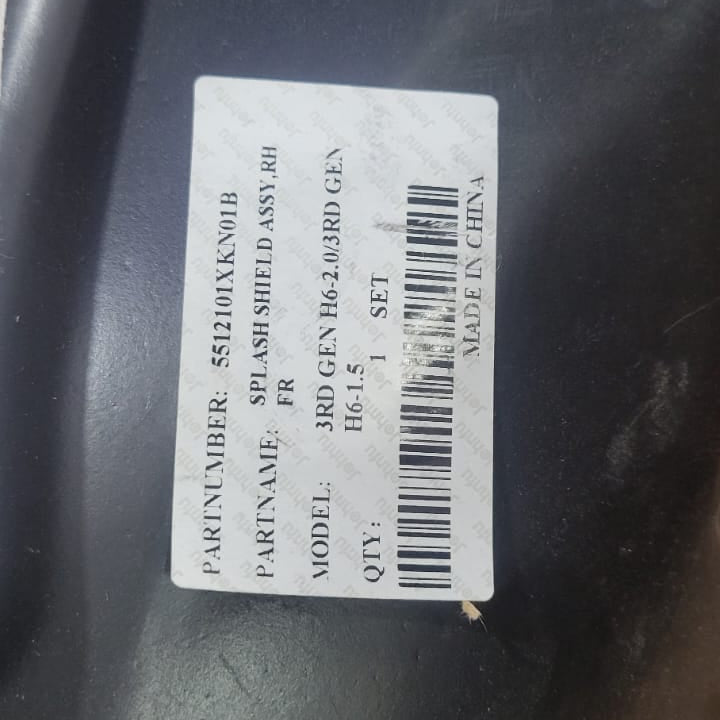 PARTNUMBER: 5512101XKN01B
PARTNAME: SPLASH SHIELD ASSY,RH
FR
MODEL: 3RD GEN H6-2.0/3RD GEN
H6-1.5
QTY: 1 SET
MADE IN CHINA